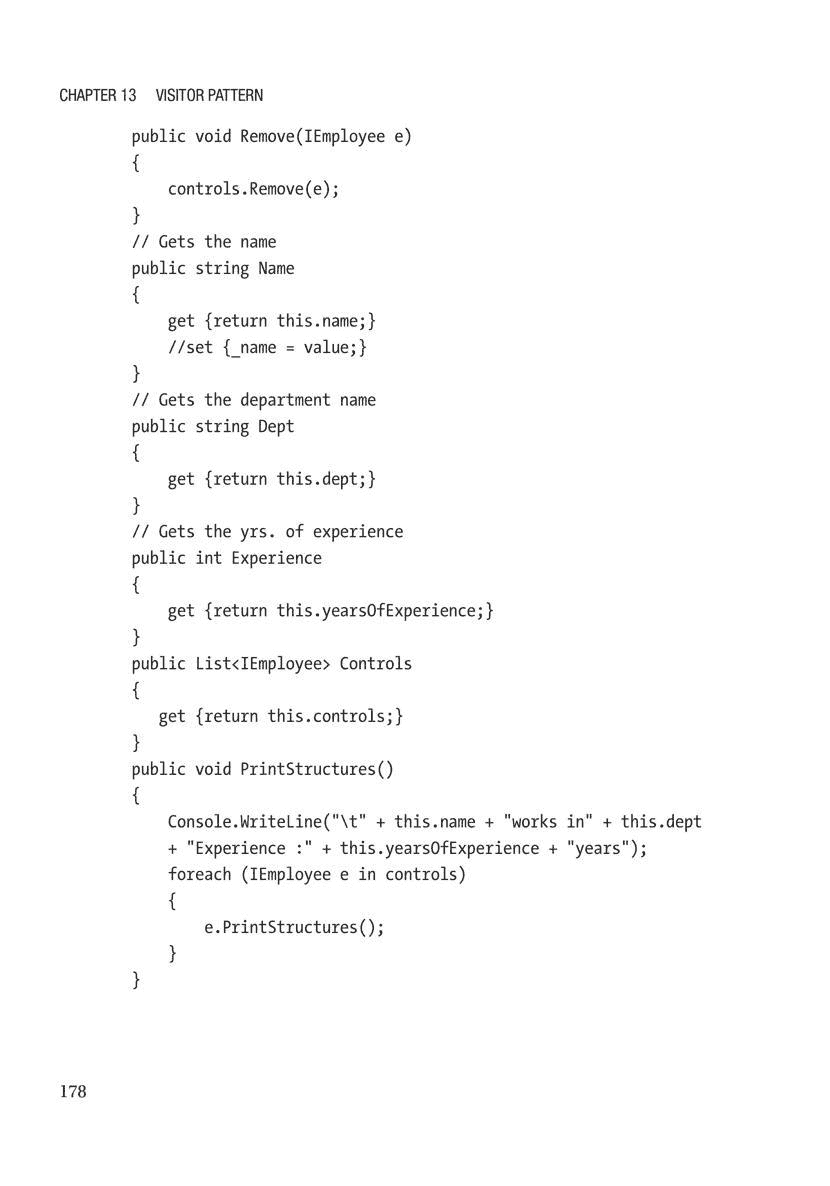 CHAPTER 13 VISITOR PATTERN
public void Remove(IEmployee e)
{
controls.Remove(e);
}
// Gets the name
public string Name
{
get {return this.name;}
//set {_name = value;}
}
// Gets the department name
public string Dept
{
get {return this.dept;}
}
// Gets the yrs. of experience
public int Experience
{
get {return this.yearsOfExperience;}
}
public List<IEmployee> Controls
{
get {return this.controls;}
}
public void PrintStructures()
{
Console.WriteLine("\t" + this.name + "works in" + this.dept
+ "Experience :" + this.yearsOfExperience + "years");
foreach (IEmployee e in controls)
{
e.PrintStructures();
}
}
178